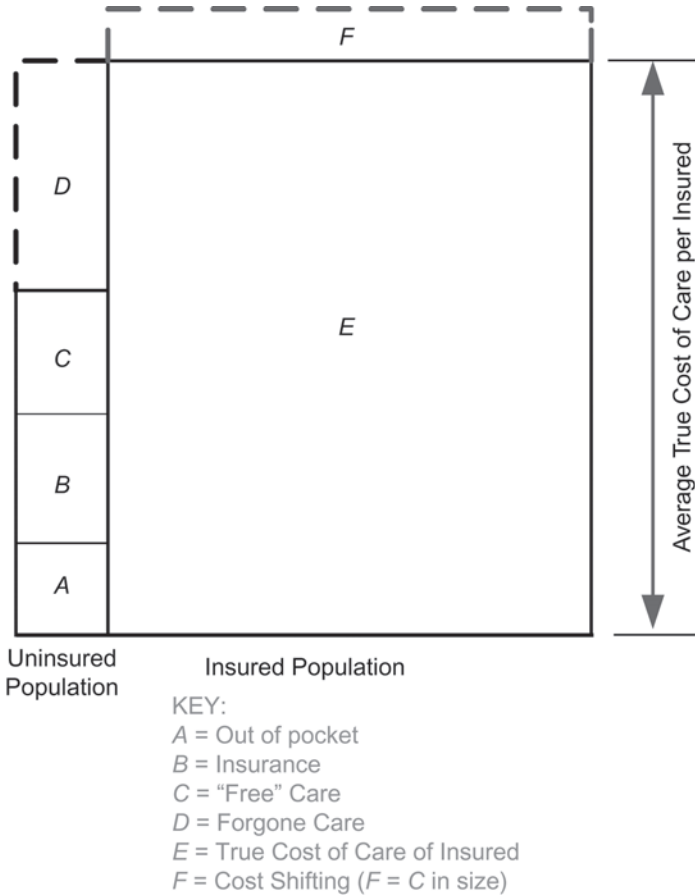 F
D
E
C
B
A
Average True Cost of Care per Insured
Uninsured
Population
Insured Population
KEY:
A = Out of pocket
B = Insurance
C = “Free” Care
D = Forgone Care
E = True Cost of Care of Insured
F = Cost Shifting (F = C in size)